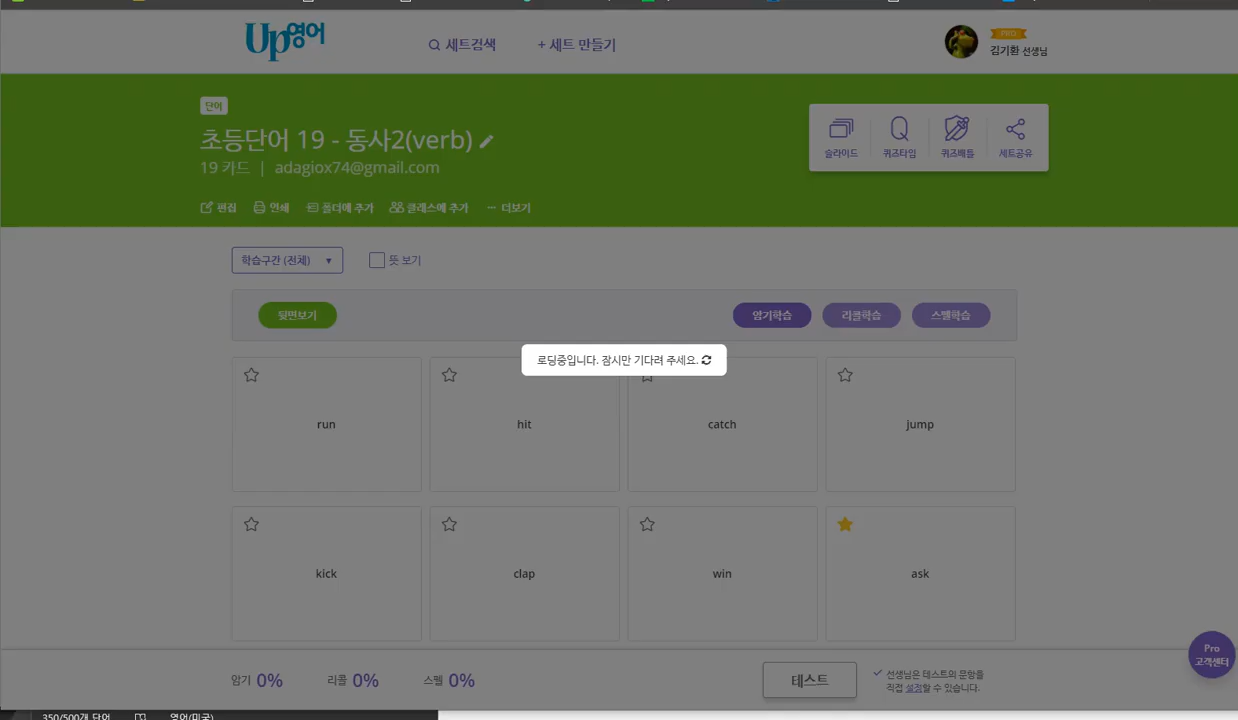 Up영어
세트검색
+ 세트 만들기
PRO
김기환 선생님
단어
초등단어 19 - 동사2(verb)
19 카드 | adagiox74@gmail.com
편집 인쇄 폴더에 추가 클래스에 추가 ··· 더보기
슬라이드 퀴즈타임 퀴즈배틀 세트공유
학습구간 (전체) ▼ 뜻 보기
뒷면보기 암기학습 리콜학습 스펠학습
로딩중입니다. 잠시만 기다려 주세요.
run hit catch jump
kick clap win ask
Pro
고객센터
암기 0% 리콜 0% 스펠 0%
테스트
선생님은 테스트의 문항을
직접 설정할 수 있습니다.
350/500개 단어 영어(미국)